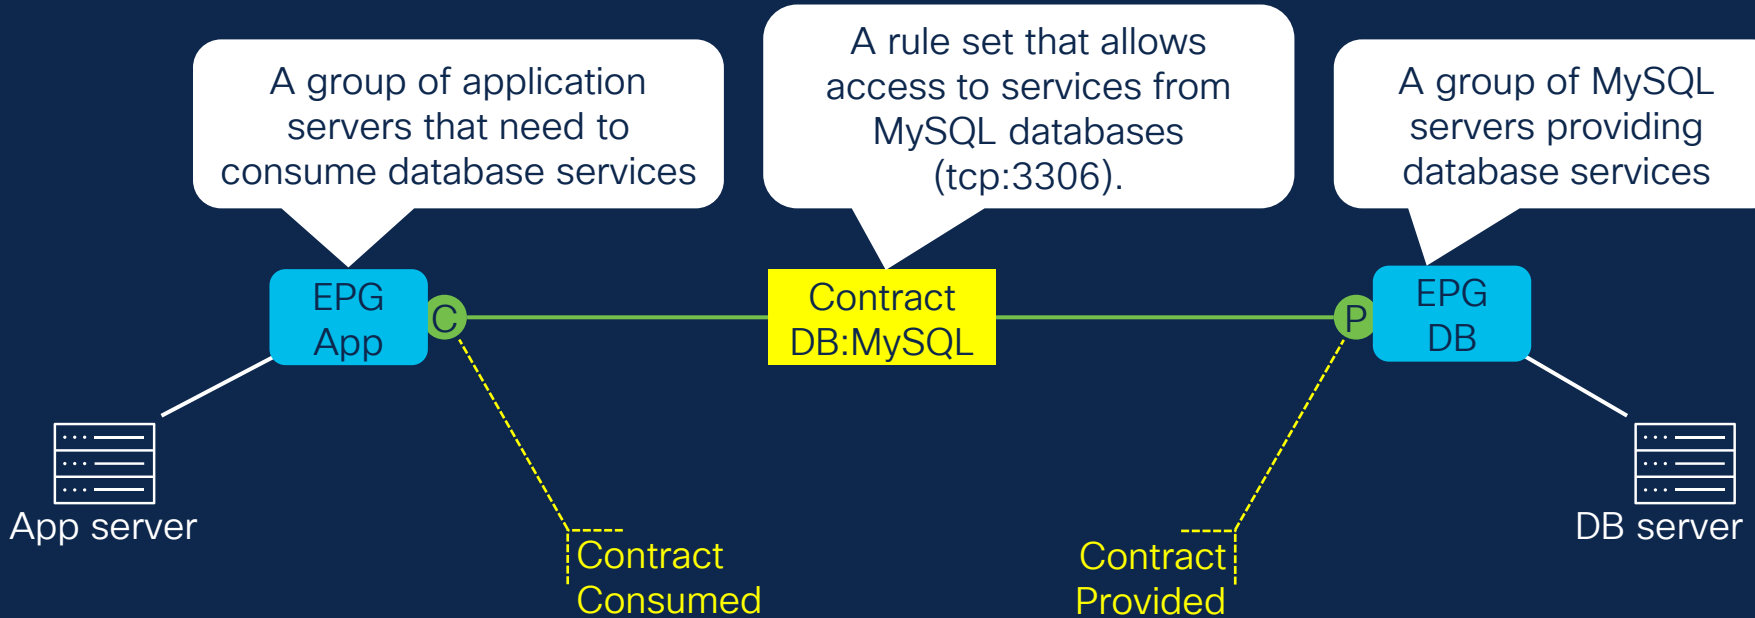 A group of application
servers that need to
consume database services
A rule set that allows
access to services from
MySQL databases
(tcp:3306).
A group of MySQL
servers providing
database services
EPG
App
C
Contract
DB:MySQL
P
EPG
DB
App server
DB server
Contract
Consumed
Contract
Provided